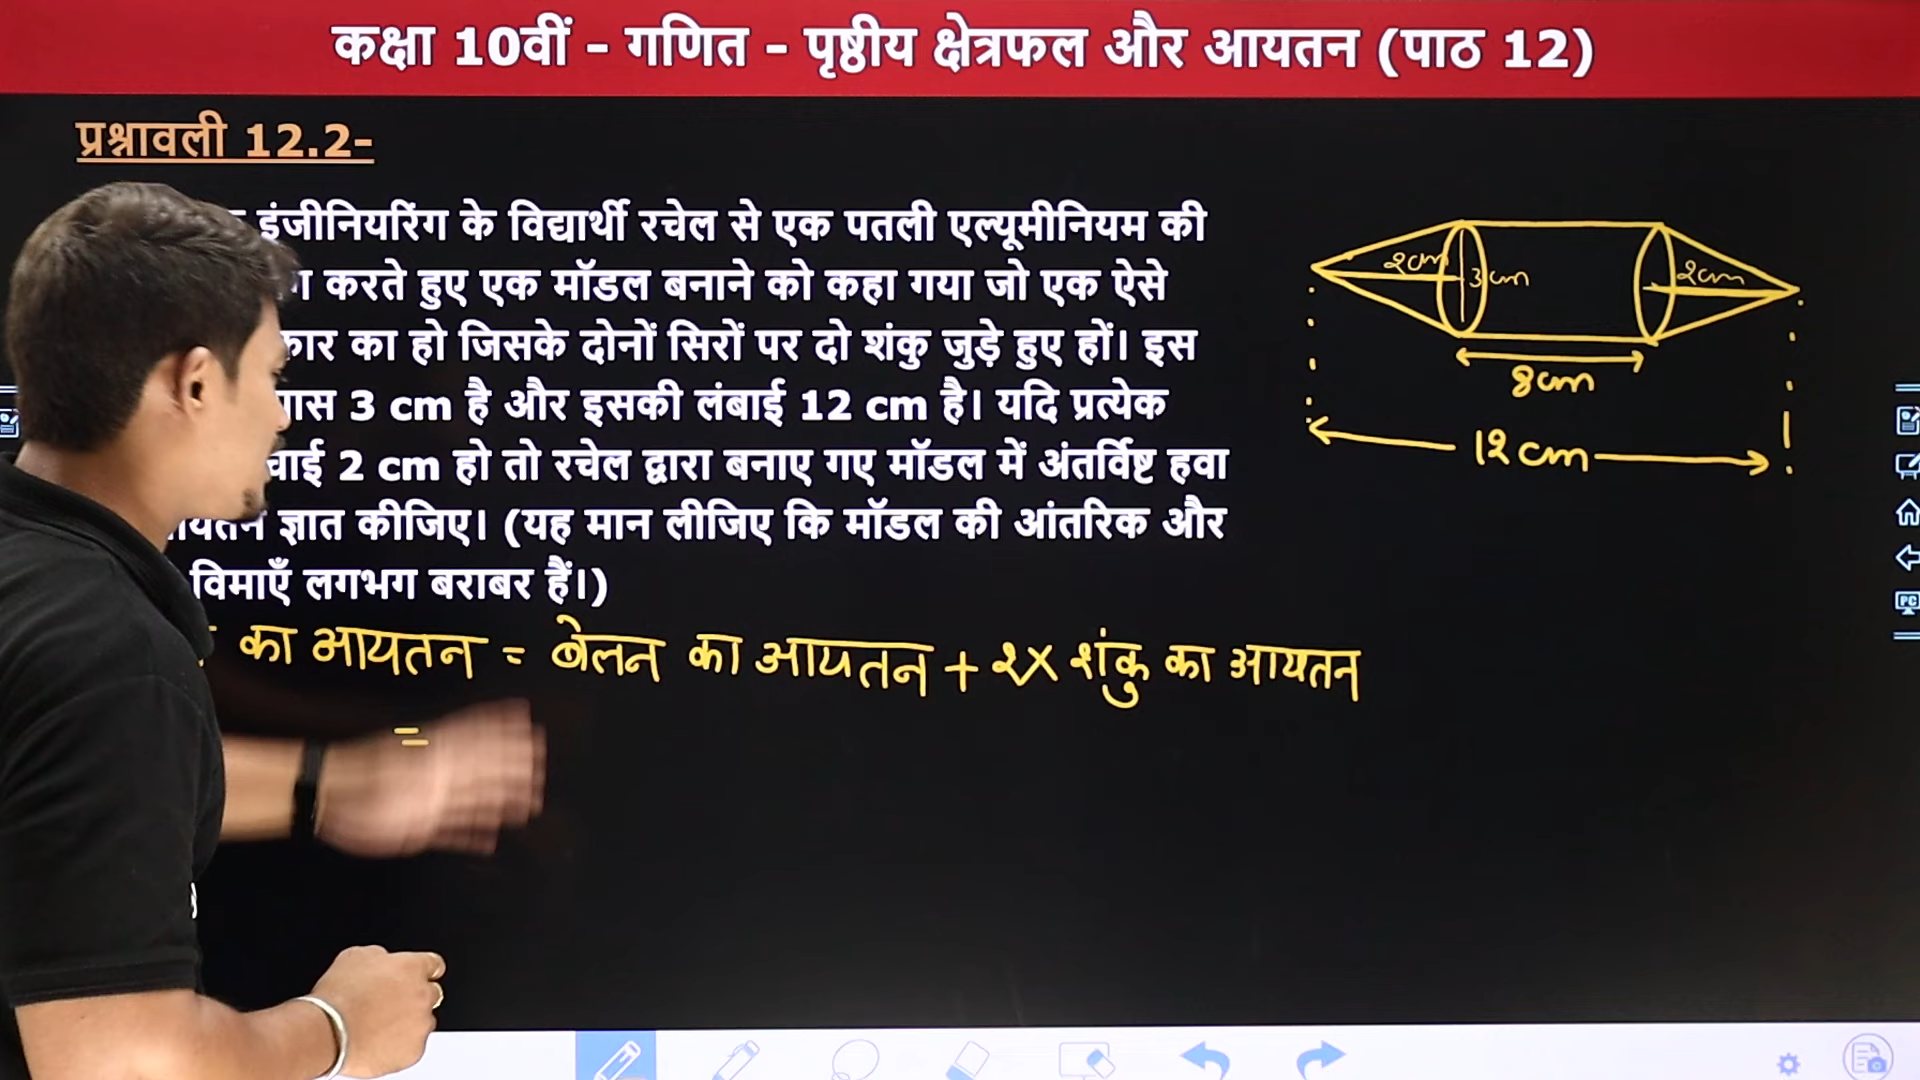 कक्षा 10वीं - गणित - पृष्ठीय क्षेत्रफल और आयतन (पाठ 12)
प्रश्नावली 12.2-
इंजीनियरिंग के विद्यार्थी रचेल से एक पतली एल्यूमीनियम की
करते हुए एक मॉडल बनाने को कहा गया जो एक ऐसे
का हो जिसके दोनों सिरों पर दो शंकु जुड़े हुए हों। इस
3 cm है और इसकी लंबाई 12 cm है। यदि प्रत्येक
2 cm हो तो रचेल द्वारा बनाए गए मॉडल में अंतर्विष्ट हवा
ज्ञात कीजिए। (यह मान लीजिए कि मॉडल की आंतरिक और
विमाएँ लगभग बराबर हैं।)
2cm
3cm
2cm
8cm
12cm
का आयतन = बेलन का आयतन + 2× शंकु का आयतन
=
PC